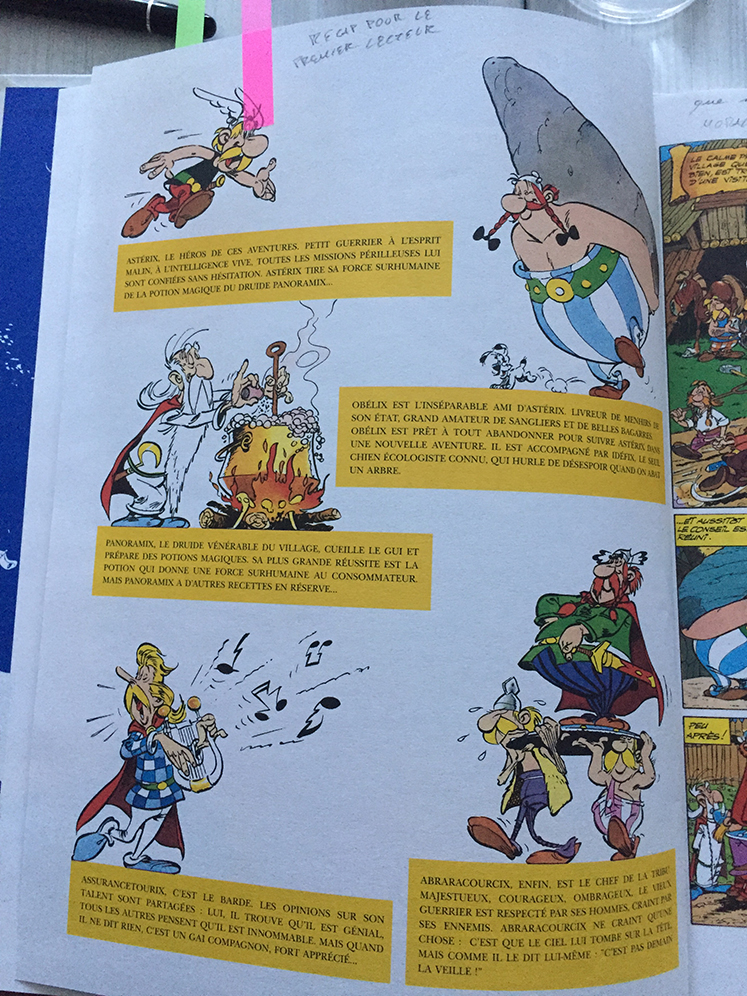 RECIP POUR LE
PREMIER LECTEUR
ASTÉRIX, LE HÉROS DE CES AVENTURES. PETIT GUERRIER À L'ESPRIT
MALIN, À L'INTELLIGENCE VIVE, TOUTES LES MISSIONS PÉRILLEUSES LUI
SONT CONFIÉES SANS HÉSITATION. ASTÉRIX TIRE SA FORCE SURHUMAINE
DE LA POTION MAGIQUE DU DRUIDE PANORAMIX...
OBÉLIX EST L'INSÉPARABLE AMI D'ASTÉRIX. LIVREUR DE MENHIRS DE
SON ÉTAT, GRAND AMATEUR DE SANGLIERS ET DE BELLES BAGARRES.
OBÉLIX EST PRÊT À TOUT ABANDONNER POUR SUIVRE ASTÉRIX DANS
UNE NOUVELLE AVENTURE. IL EST ACCOMPAGNÉ PAR IDÉFIX, LE SEUL
CHIEN ÉCOLOGISTE CONNU, QUI HURLE DE DÉSESPOIR QUAND ON ABAT
UN ARBRE.
PANORAMIX, LE DRUIDE VÉNÉRABLE DU VILLAGE, CUEILLE LE GUI ET
PRÉPARE DES POTIONS MAGIQUES. SA PLUS GRANDE RÉUSSITE EST LA
POTION QUI DONNE UNE FORCE SURHUMAINE AU CONSOMMATEUR.
MAIS PANORAMIX A D'AUTRES RECETTES EN RÉSERVE...
ASSURANCETOURIX, C'EST LE BARDE. LES OPINIONS SUR SON
TALENT SONT PARTAGÉES : LUI, IL TROUVE QU'IL EST GÉNIAL,
TOUS LES AUTRES PENSENT QU'IL EST INNOMMABLE. MAIS QUAND
IL NE DIT RIEN, C'EST UN GAI COMPAGNON, FORT APPRÉCIÉ...
ABRARACOURCIX, ENFIN, EST LE CHEF DE LA TRIBU.
MAJESTUEUX, COURAGEUX, OMBRAGEUX, LE VIEUX
GUERRIER EST RESPECTÉ PAR SES HOMMES, CRAINT PAR
SES ENNEMIS. ABRARACOURCIX NE CRAINT QU'UNE
CHOSE : C'EST QUE LE CIEL LUI TOMBE SUR LA TÊTE,
MAIS COMME IL LE DIT LUI-MÊME : "C'EST PAS DEMAIN
LA VEILLE !"
que
LE CALME
VILLAGE
BIEN, EST
D'UNE
...ET AUSSITÔT
LE CONSEIL ES
RÉUNI.
PEU
APRÈS !